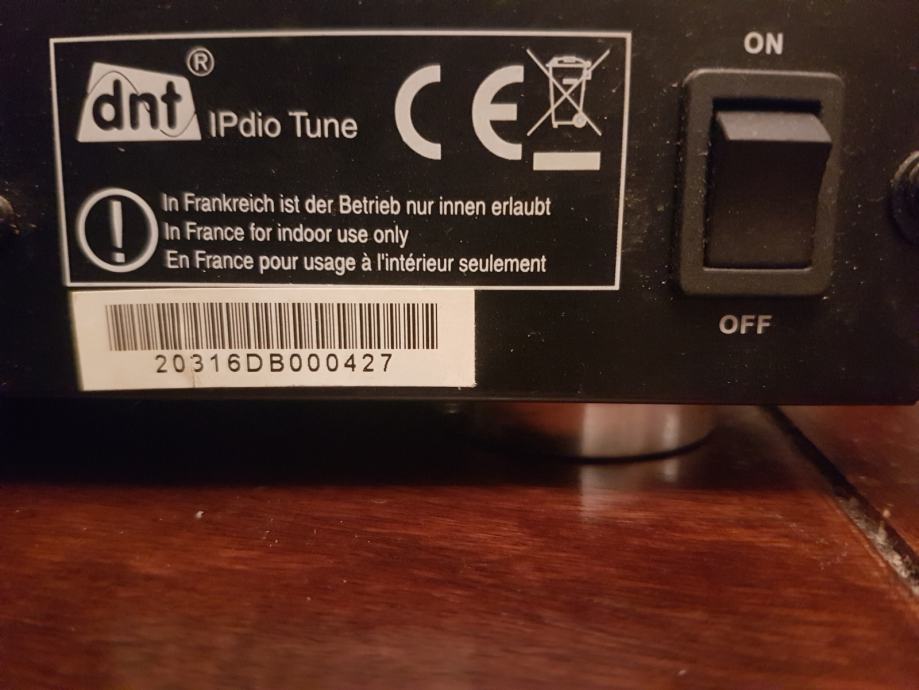 dnt® IPdio Tune CE
In Frankreich ist der Betrieb nur innen erlaubt
In France for indoor use only
En France pour usage à l'intérieur seulement
20316DB000427
ON
OFF